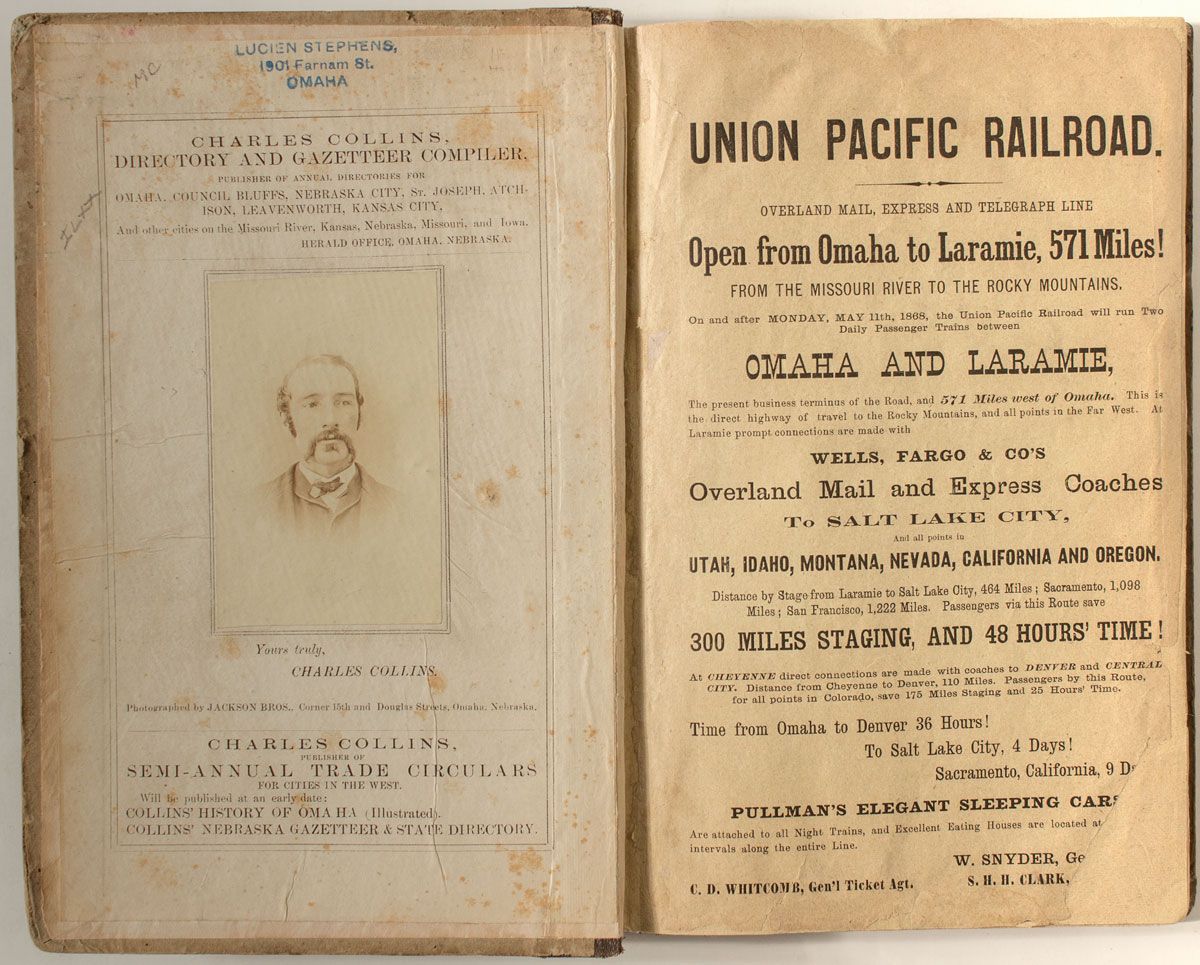 LUCIEN STEPHENS,
1901 Farnam St.
OMAHA
MC
CHARLES COLLINS,
DIRECTORY AND GAZETTEER COMPILER,
PUBLISHER OF ANNUAL DIRECTORIES FOR
OMAHA, COUNCIL BLUFFS, NEBRASKA CITY, ST. JOSEPH, ATCH-
ISON, LEAVENWORTH, KANSAS CITY,
And other cities on the Missouri River, Kansas, Nebraska, Missouri, and Iowa.
HERALD OFFICE, OMAHA, NEBRASKA.
Yours truly,
CHARLES COLLINS.
Photographed by JACKSON BROS., Corner 15th and Douglas Streets, Omaha, Nebraska.
CHARLES COLLINS,
PUBLISHER OF
SEMI-ANNUAL TRADE CIRCULARS
FOR CITIES IN THE WEST.
Will be published at an early date:
COLLINS' HISTORY OF OMAHA (Illustrated).
COLLINS' NEBRASKA GAZETTEER & STATE DIRECTORY.
UNION PACIFIC RAILROAD.
OVERLAND MAIL, EXPRESS AND TELEGRAPH LINE
Open from Omaha to Laramie, 571 Miles!
FROM THE MISSOURI RIVER TO THE ROCKY MOUNTAINS.
On and after MONDAY, MAY 11th, 1868, the Union Pacific Railroad will run Two
Daily Passenger Trains between
OMAHA AND LARAMIE,
The present business terminus of the Road, and 571 Miles west of Omaha. This is
the direct highway of travel to the Rocky Mountains, and all points in the Far West. At
Laramie prompt connections are made with
WELLS, FARGO & CO'S
Overland Mail and Express Coaches
TO SALT LAKE CITY,
And all points in
UTAH, IDAHO, MONTANA, NEVADA, CALIFORNIA AND OREGON.
Distance by Stage from Laramie to Salt Lake City, 464 Miles; Sacramento, 1,098
Miles; San Francisco, 1,222 Miles. Passengers via this Route save
300 MILES STAGING, AND 48 HOURS' TIME!
At CHEYENNE direct connections are made with coaches to DENVER and CENTRAL
CITY. Distance from Cheyenne to Denver, 110 Miles. Passengers by this Route,
for all points in Colorado, save 175 Miles Staging and 25 Hours' Time.
Time from Omaha to Denver 36 Hours!
To Salt Lake City, 4 Days!
Sacramento, California, 9 D
PULLMAN'S ELEGANT SLEEPING CARS
Are attached to all Night Trains, and Excellent Eating Houses are located at
intervals along the entire Line.
W. SNYDER, Ge
C. D. WHITCOMB, Gen'l Ticket Agt.
S. H. H. CLARK,